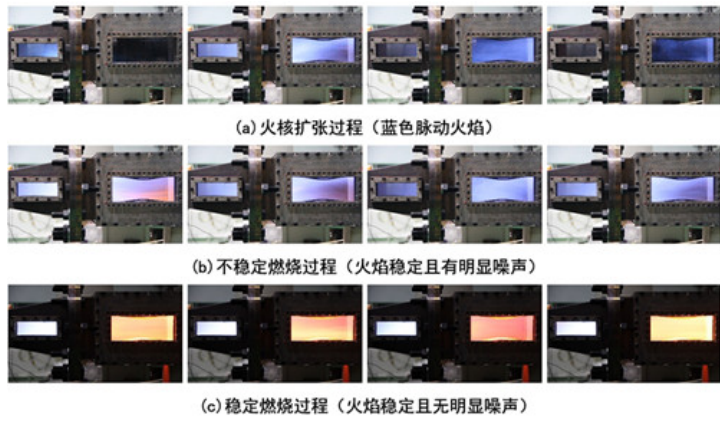 (a)火核扩张过程（蓝色脉动火焰）
(b)不稳定燃烧过程（火焰稳定且有明显噪声）
(c)稳定燃烧过程（火焰稳定且无明显噪声）